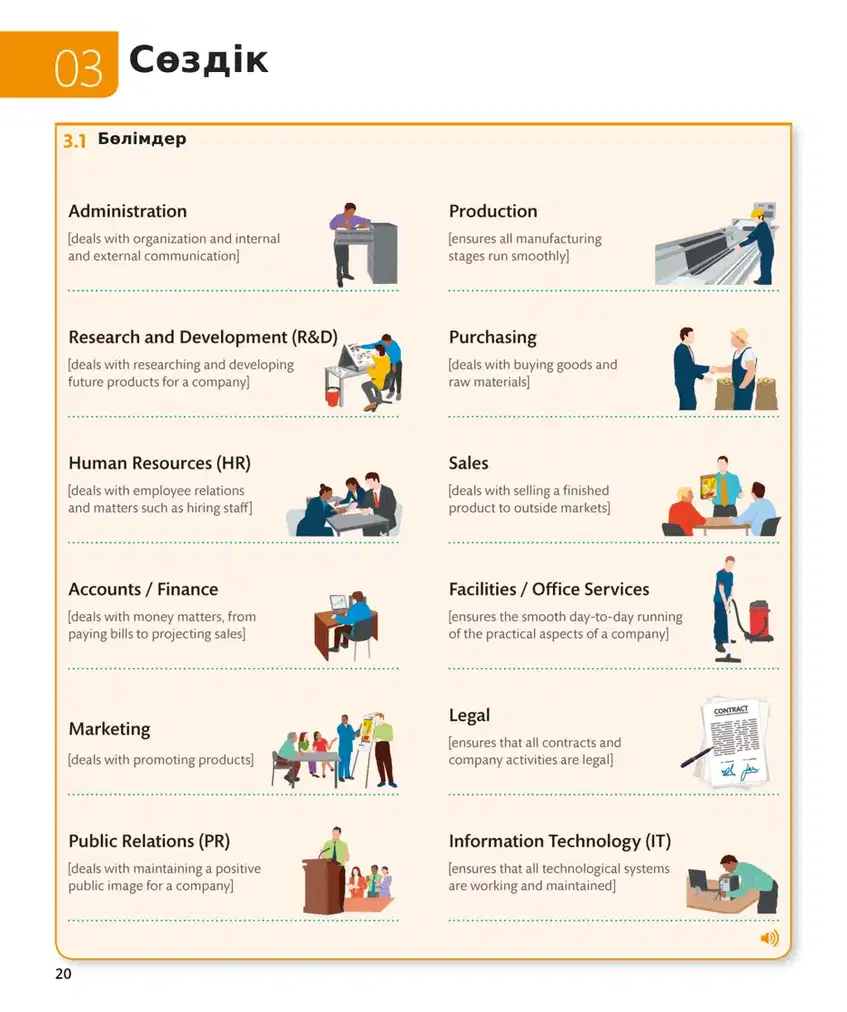 03 Сөздік
3.1 Бөлімдер
Administration
[deals with organization and internal
and external communication]
Production
[ensures all manufacturing
stages run smoothly]
Research and Development (R&D)
[deals with researching and developing
future products for a company]
Purchasing
[deals with buying goods and
raw materials]
Human Resources (HR)
[deals with employee relations
and matters such as hiring staff]
Sales
[deals with selling a finished
product to outside markets]
Accounts / Finance
[deals with money matters, from
paying bills to projecting sales]
Facilities / Office Services
[ensures the smooth day-to-day running
of the practical aspects of a company]
Marketing
[deals with promoting products]
Legal
[ensures that all contracts and
company activities are legal]
CONTRACT
Public Relations (PR)
[deals with maintaining a positive
public image for a company]
Information Technology (IT)
[ensures that all technological systems
are working and maintained]
20